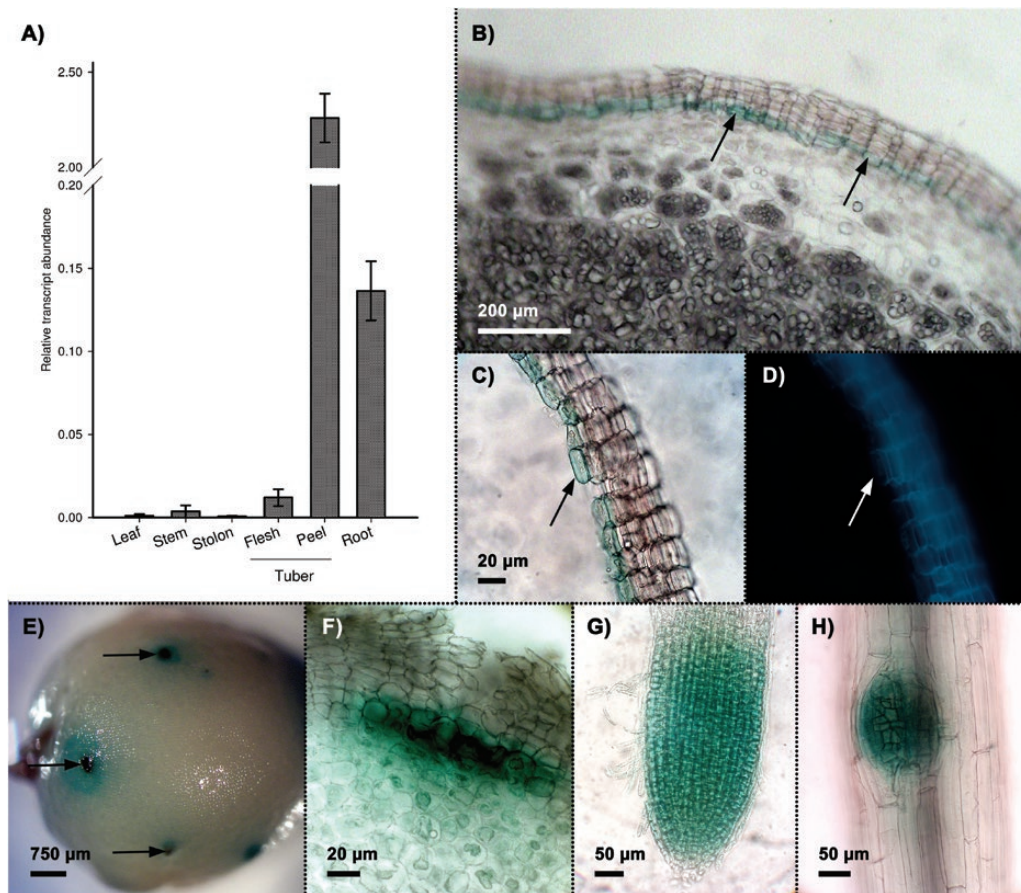 A)
Relative transcript abundance
2.50
2.00
0.20
0.15
0.10
0.05
0.00
Leaf Stem Stolon Flesh Peel Root
Tuber
B)
200 µm
C)
20 µm
D)
E)
750 µm
F)
20 µm
G)
50 µm
H)
50 µm